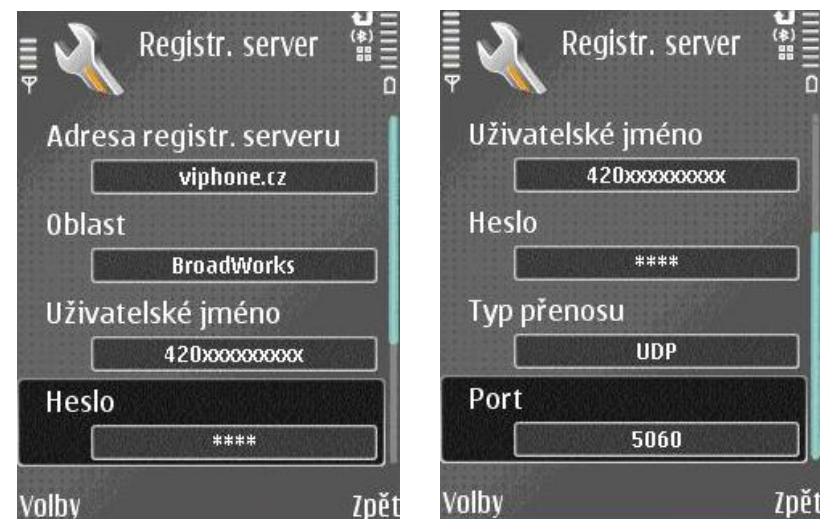 Registr. server
Adresa registr. serveru
viphone.cz
Oblast
BroadWorks
Uživatelské jméno
420xxxxxxxxx
Heslo
****
Volby Zpět
Registr. server
Uživatelské jméno
420xxxxxxxxx
Heslo
****
Typ přenosu
UDP
Port
5060
Volby Zpět